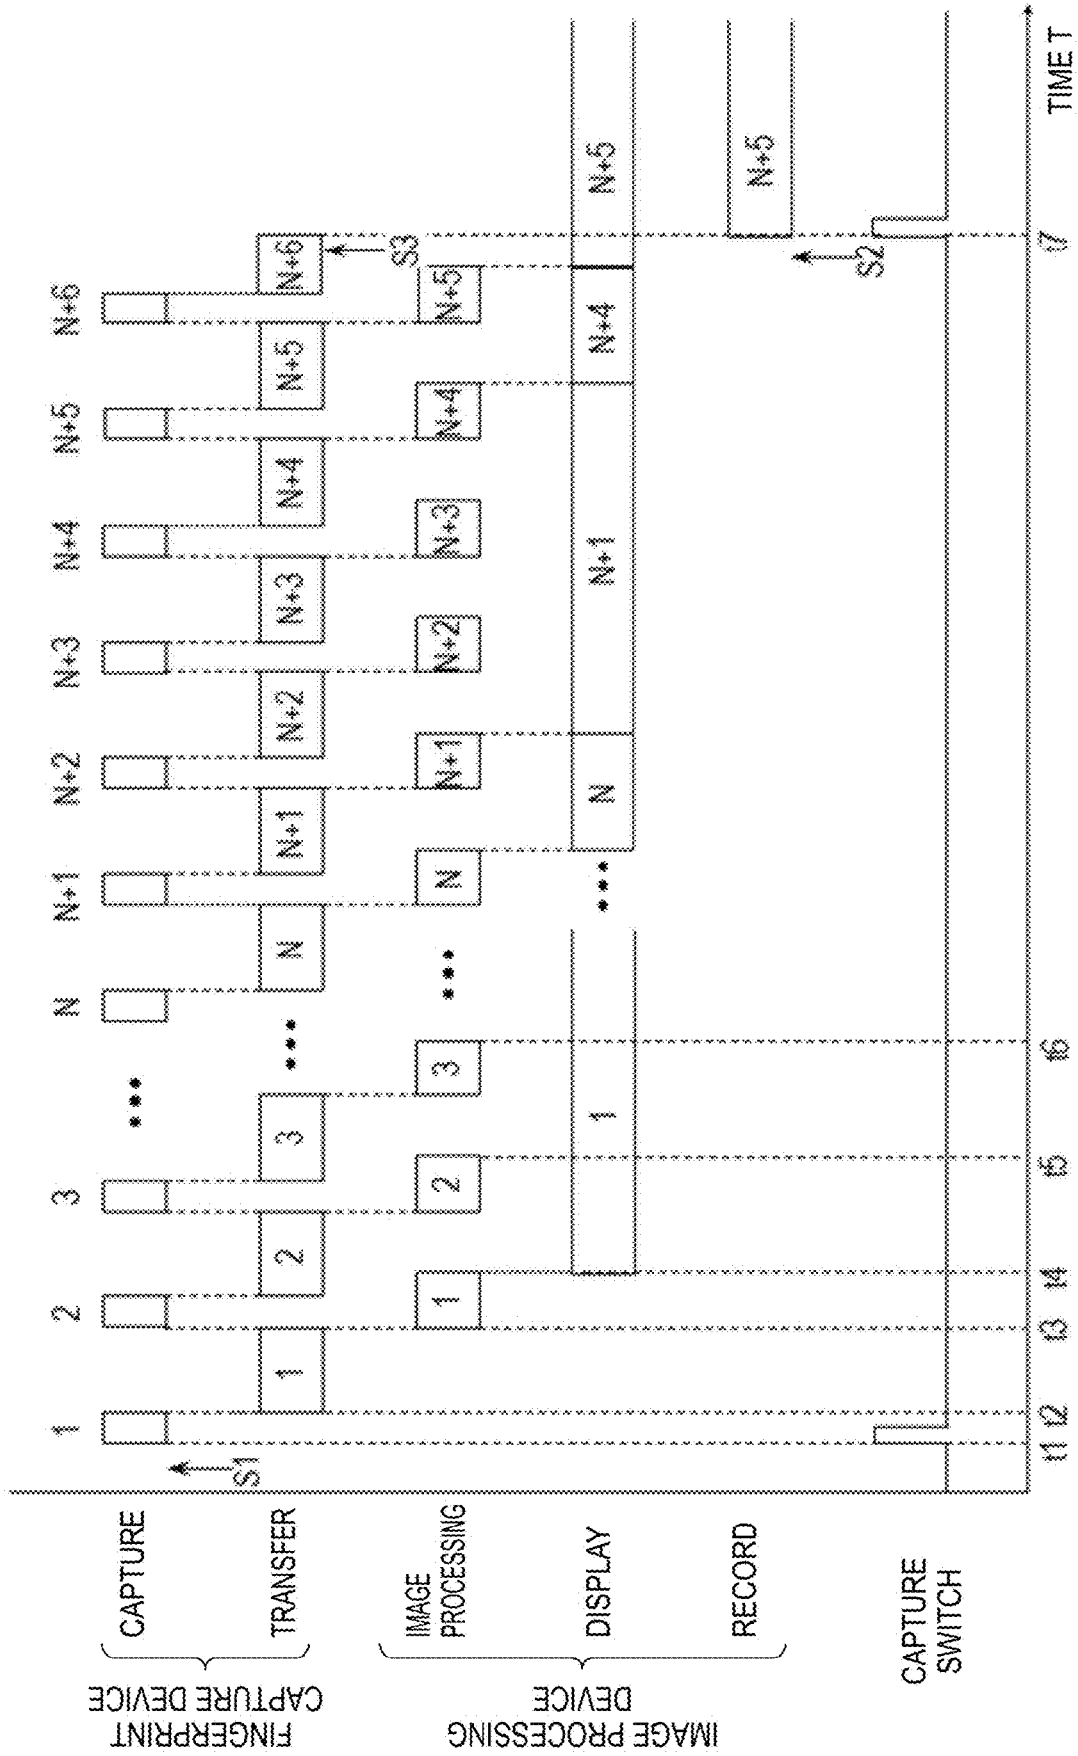 FINGERPRINT
CAPTURE DEVICE
CAPTURE
1
2
3
•••
N
N+1
N+2
N+3
N+4
N+5
N+6
S1
TRANSFER
1
2
3
•••
N
N+1
N+2
N+3
N+4
N+5
N+6
S3
IMAGE PROCESSING
DEVICE
IMAGE
PROCESSING
1
2
3
•••
N
N+1
N+2
N+3
N+4
N+5
DISPLAY
1
•••
N
N+1
N+4
N+5
RECORD
N+5
S2
CAPTURE
SWITCH
t1
t2
t3
t4
t5
t6
t7
TIME T